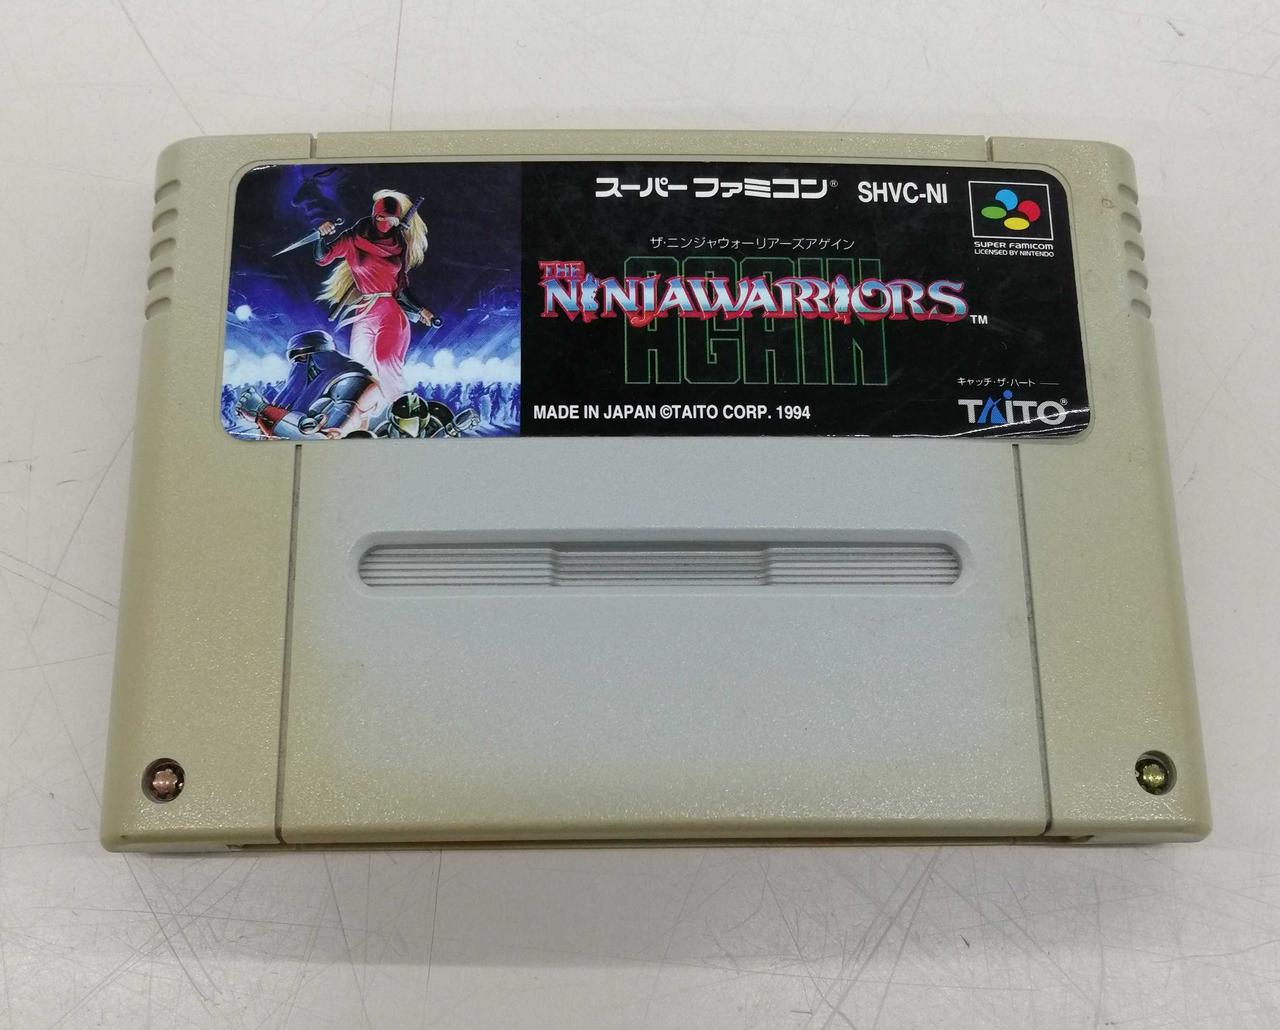 スーパーファミコン® SHVC-NI
SUPER FAMICOM
LICENSED BY NINTENDO
ザ・ニンジャウォーリアーズアゲイン
THE
NINJAWARRIORS™
AGAIN
キャッチ・ザ・ハート
MADE IN JAPAN ©TAITO CORP. 1994
TAITO®